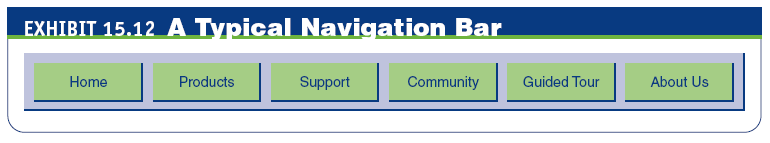 EXHIBIT 15.12 A Typical Navigation Bar
Home Products Support Community Guided Tour About Us